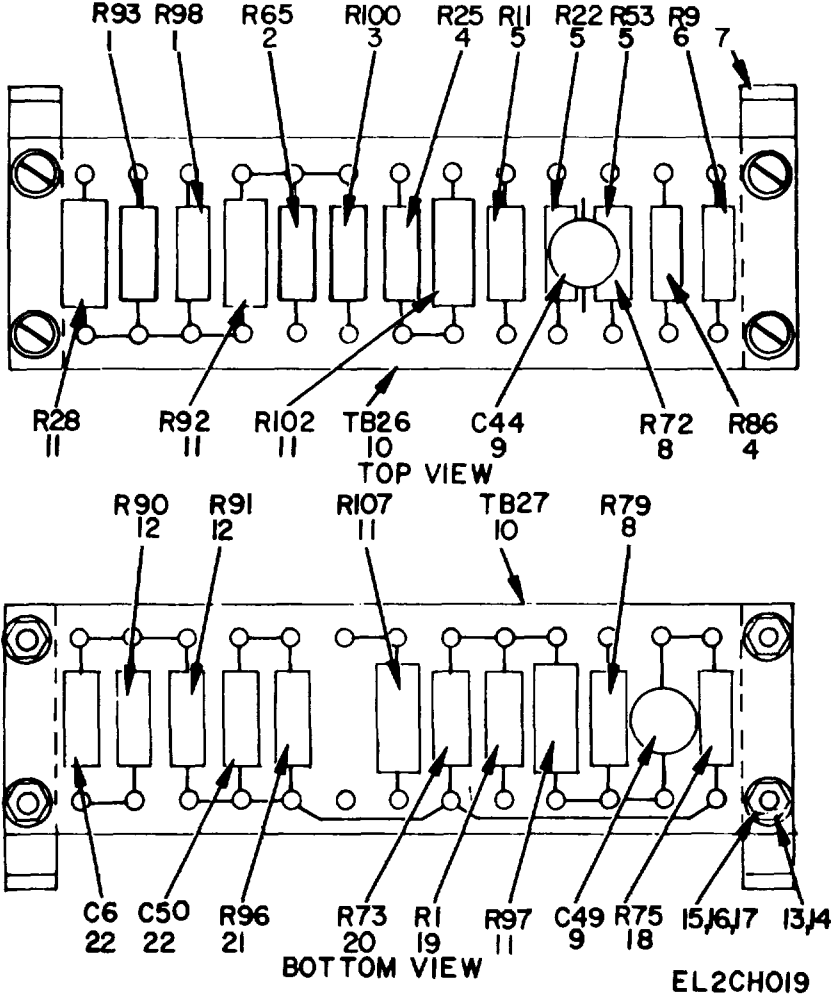 R93 R98 R65 R100 R25 R11 R22 R53 R9
1 1 2 3 4 5 5 5 6 7
R28 R92 R102 TB26 C44 R72 R86
11 11 11 10 9 8 4
TOP VIEW
R90 R91 R107 TB27 R79
12 12 11 10 8
C6 C50 R96 R73 R1 R97 C49 R75 15,16,17 13,14
22 22 21 20 19 11 9 18
BOTTOM VIEW
EL2CH019